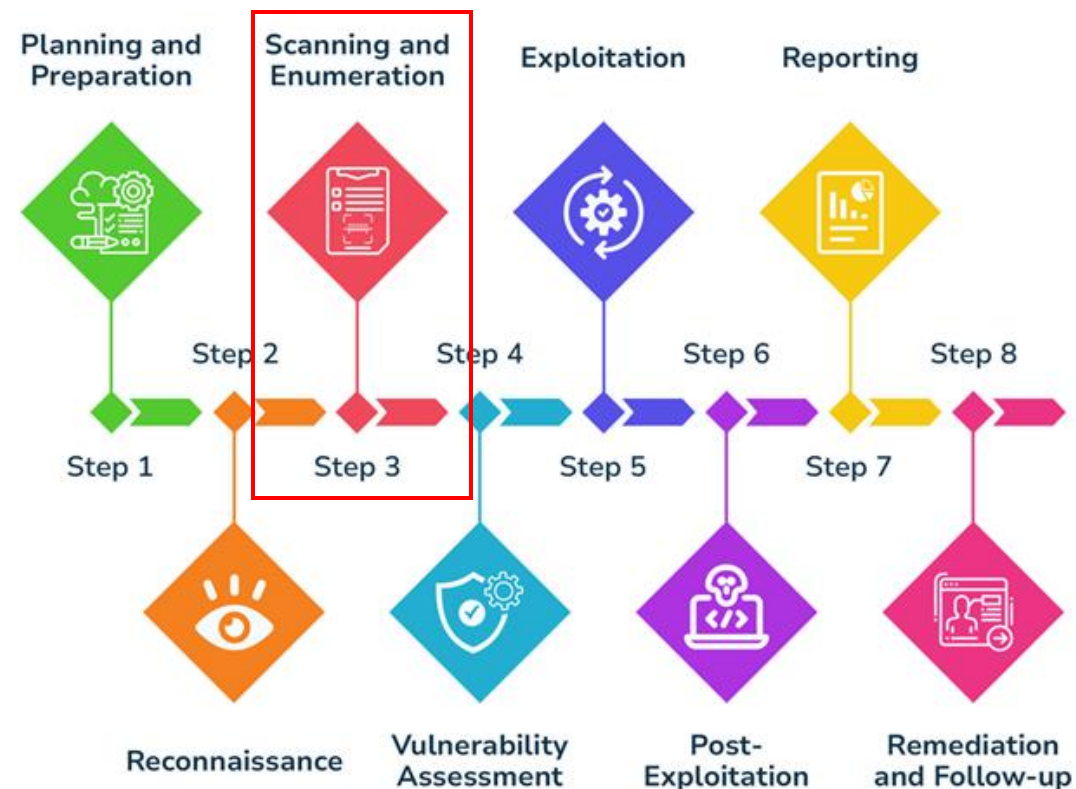 Planning and
Preparation
Scanning and
Enumeration
Exploitation
Reporting
Step 2
Step 4
Step 6
Step 8
Step 1
Step 3
Step 5
Step 7
Reconnaissance
Vulnerability
Assessment
Post-
Exploitation
Remediation
and Follow-up